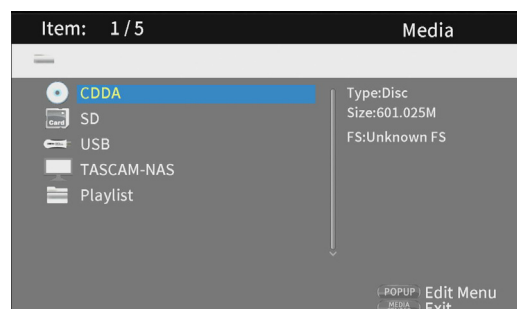 Item: 1/5 Media
CDDA
SD
USB
TASCAM-NAS
Playlist
Type:Disc
Size:601.025M
FS:Unknown FS
Card
POPUP Edit Menu
MEDIA Exit